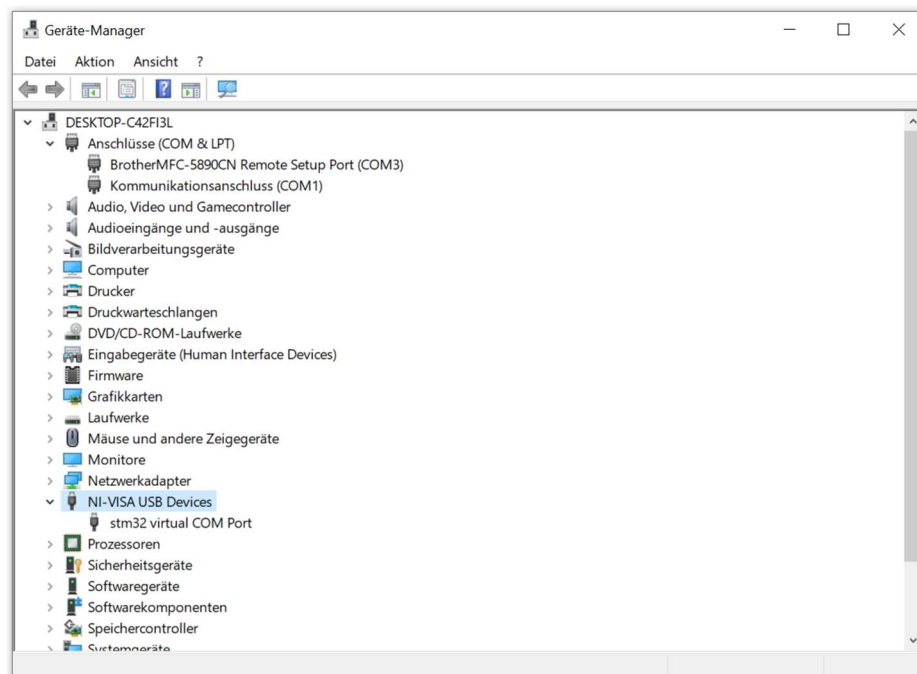 Geräte-Manager
Datei Aktion Ansicht ?
DESKTOP-C42FI3L
Anschlüsse (COM & LPT)
BrotherMFC-5890CN Remote Setup Port (COM3)
Kommunikationsanschluss (COM1)
Audio, Video und Gamecontroller
Audioeingänge und -ausgänge
Bildverarbeitungsgeräte
Computer
Drucker
Druckwarteschlangen
DVD/CD-ROM-Laufwerke
Eingabegeräte (Human Interface Devices)
Firmware
Grafikkarten
Laufwerke
Mäuse und andere Zeigegeräte
Monitore
Netzwerkadapter
NI-VISA USB Devices
stm32 virtual COM Port
Prozessoren
Sicherheitsgeräte
Softwaregeräte
Softwarekomponenten
Speichercontroller
Systemgeräte